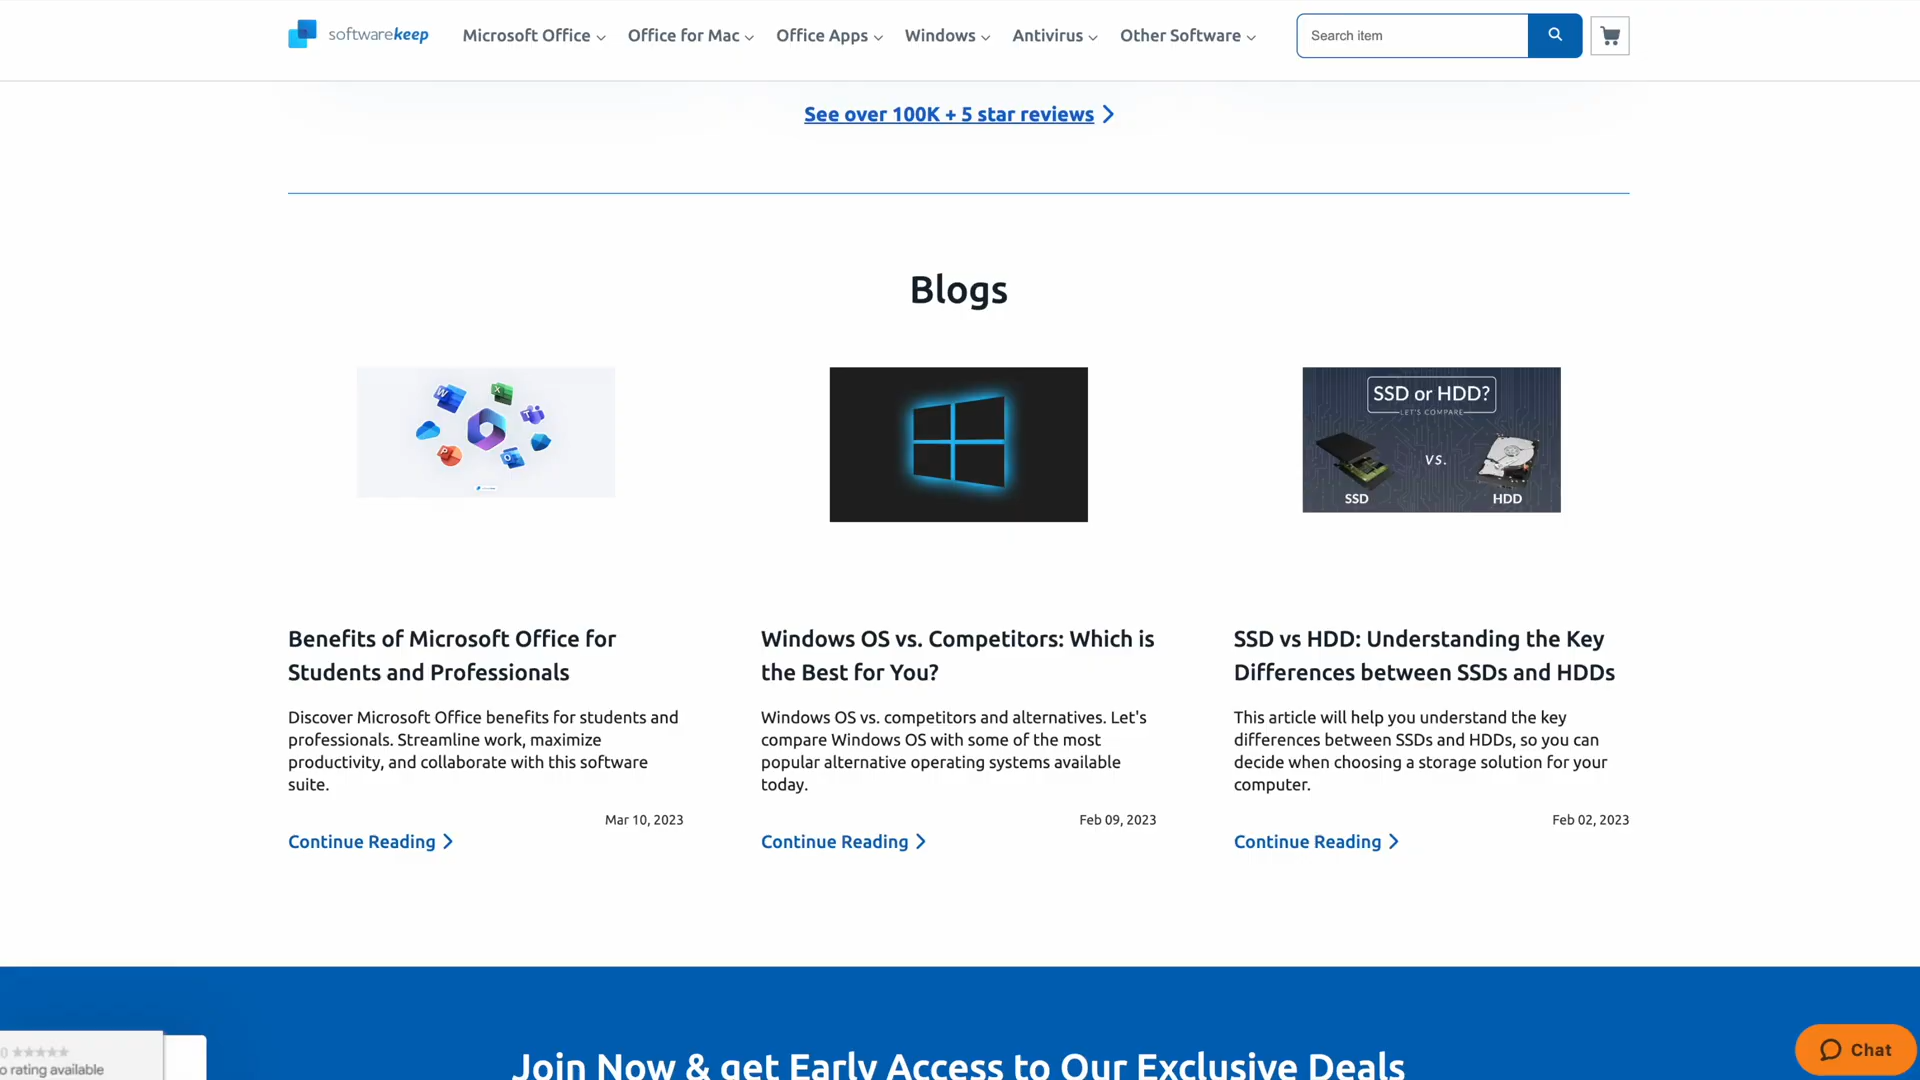 softwarekeep
Microsoft Office
Office for Mac
Office Apps
Windows
Antivirus
Other Software
Search item
See over 100K + 5 star reviews
Blogs
SSD or HDD?
LET'S COMPARE
VS.
SSD
HDD
Benefits of Microsoft Office for
Students and Professionals
Discover Microsoft Office benefits for students and
professionals. Streamline work, maximize
productivity, and collaborate with this software
suite.
Mar 10, 2023
Continue Reading
Windows OS vs. Competitors: Which is
the Best for You?
Windows OS vs. competitors and alternatives. Let's
compare Windows OS with some of the most
popular alternative operating systems available
today.
Feb 09, 2023
Continue Reading
SSD vs HDD: Understanding the Key
Differences between SSDs and HDDs
This article will help you understand the key
differences between SSDs and HDDs, so you can
decide when choosing a storage solution for your
computer.
Feb 02, 2023
Continue Reading
Join Now & get Early Access to Our Exclusive Deals
0
o rating available
Chat